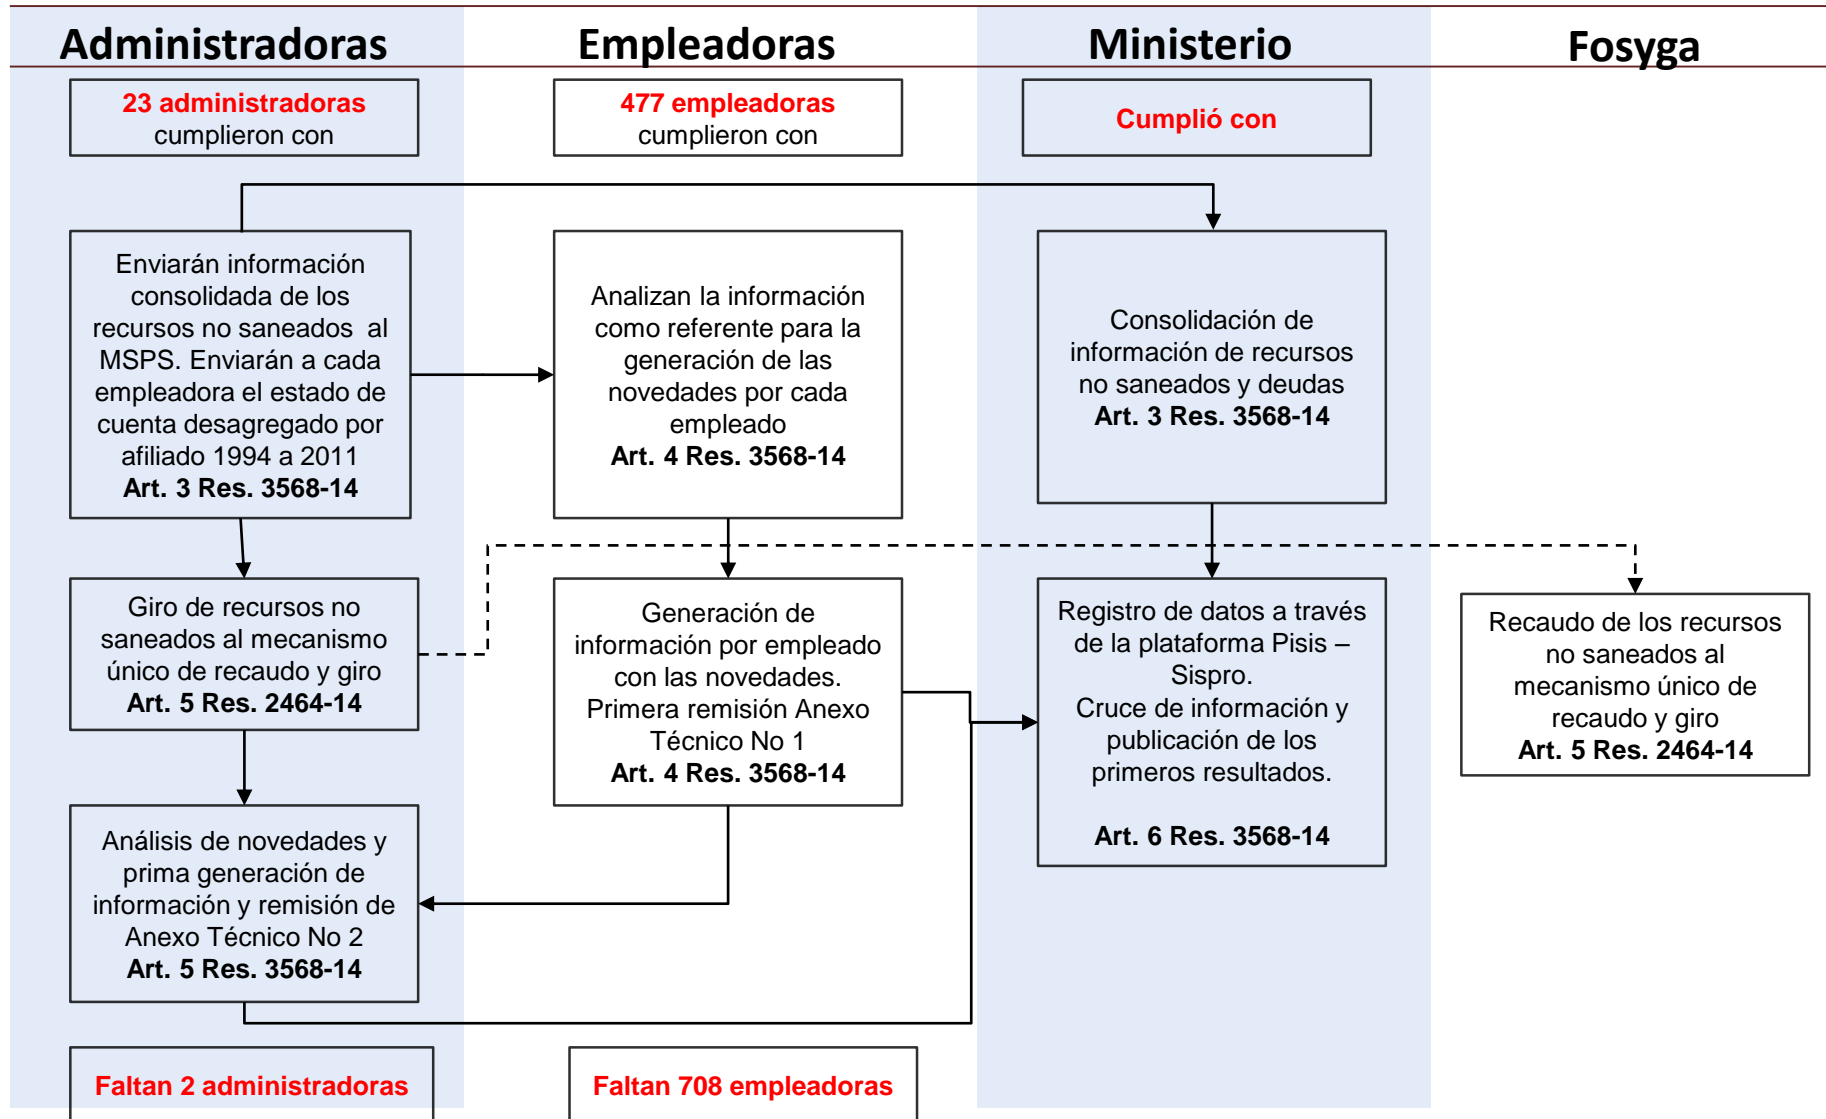 Administradoras
Empleadoras
Ministerio
Fosyga
23 administradoras
cumplieron con
477 empleadoras
cumplieron con
Cumplió con
Enviarán información
consolidada de los
recursos no saneados al
MSPS. Enviarán a cada
empleadora el estado de
cuenta desagregado por
afiliado 1994 a 2011
Art. 3 Res. 3568-14
Analizan la información
como referente para la
generación de las
novedades por cada
empleado
Art. 4 Res. 3568-14
Consolidación de
información de recursos
no saneados y deudas
Art. 3 Res. 3568-14
Giro de recursos no
saneados al mecanismo
único de recaudo y giro
Art. 5 Res. 2464-14
Generación de
información por empleado
con las novedades.
Primera remisión Anexo
Técnico No 1
Art. 4 Res. 3568-14
Registro de datos a través
de la plataforma Pisis –
Sispro.
Cruce de información y
publicación de los
primeros resultados.
Art. 6 Res. 3568-14
Recaudo de los recursos
no saneados al
mecanismo único de
recaudo y giro
Art. 5 Res. 2464-14
Análisis de novedades y
prima generación de
información y remisión de
Anexo Técnico No 2
Art. 5 Res. 3568-14
Faltan 2 administradoras
Faltan 708 empleadoras